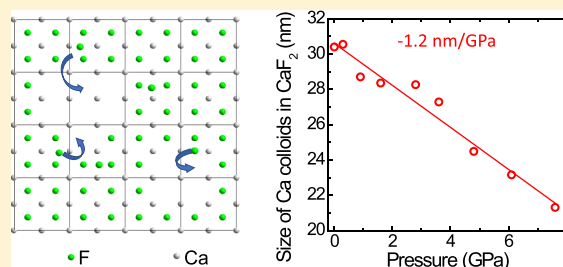 F
Ca
Size of Ca colloids in CaF₂ (nm)
32
30
28
26
24
22
20
-1.2 nm/GPa
0
2
4
6
Pressure (GPa)